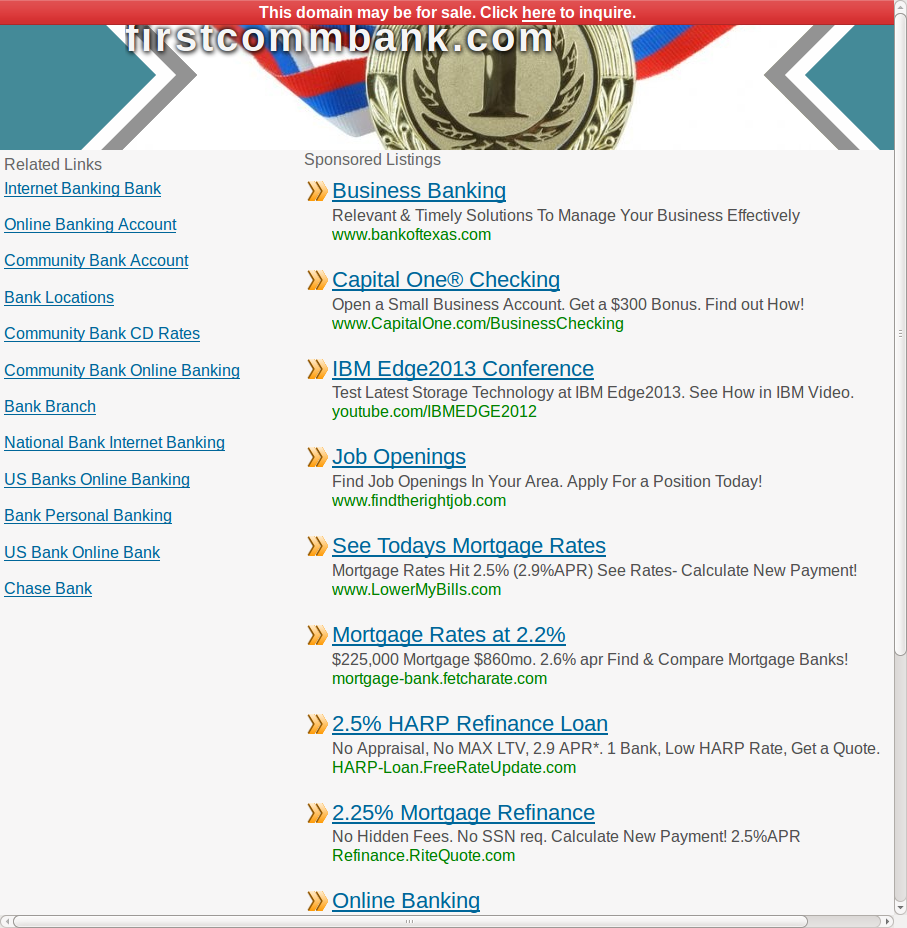 This domain may be for sale. Click here to inquire.
firstcommbank.com
1
Related Links
Internet Banking Bank
Online Banking Account
Community Bank Account
Bank Locations
Community Bank CD Rates
Community Bank Online Banking
Bank Branch
National Bank Internet Banking
US Banks Online Banking
Bank Personal Banking
US Bank Online Bank
Chase Bank
Sponsored Listings
Business Banking
Relevant & Timely Solutions To Manage Your Business Effectively
www.bankoftexas.com
Capital One® Checking
Open a Small Business Account. Get a $300 Bonus. Find out How!
www.CapitalOne.com/BusinessChecking
IBM Edge2013 Conference
Test Latest Storage Technology at IBM Edge2013. See How in IBM Video.
youtube.com/IBMEDGE2012
Job Openings
Find Job Openings In Your Area. Apply For a Position Today!
www.findtherightjob.com
See Todays Mortgage Rates
Mortgage Rates Hit 2.5% (2.9%APR) See Rates- Calculate New Payment!
www.LowerMyBills.com
Mortgage Rates at 2.2%
$225,000 Mortgage $860mo. 2.6% apr Find & Compare Mortgage Banks!
mortgage-bank.fetcharate.com
2.5% HARP Refinance Loan
No Appraisal, No MAX LTV, 2.9 APR*. 1 Bank, Low HARP Rate, Get a Quote.
HARP-Loan.FreeRateUpdate.com
2.25% Mortgage Refinance
No Hidden Fees. No SSN req. Calculate New Payment! 2.5%APR
Refinance.RiteQuote.com
Online Banking